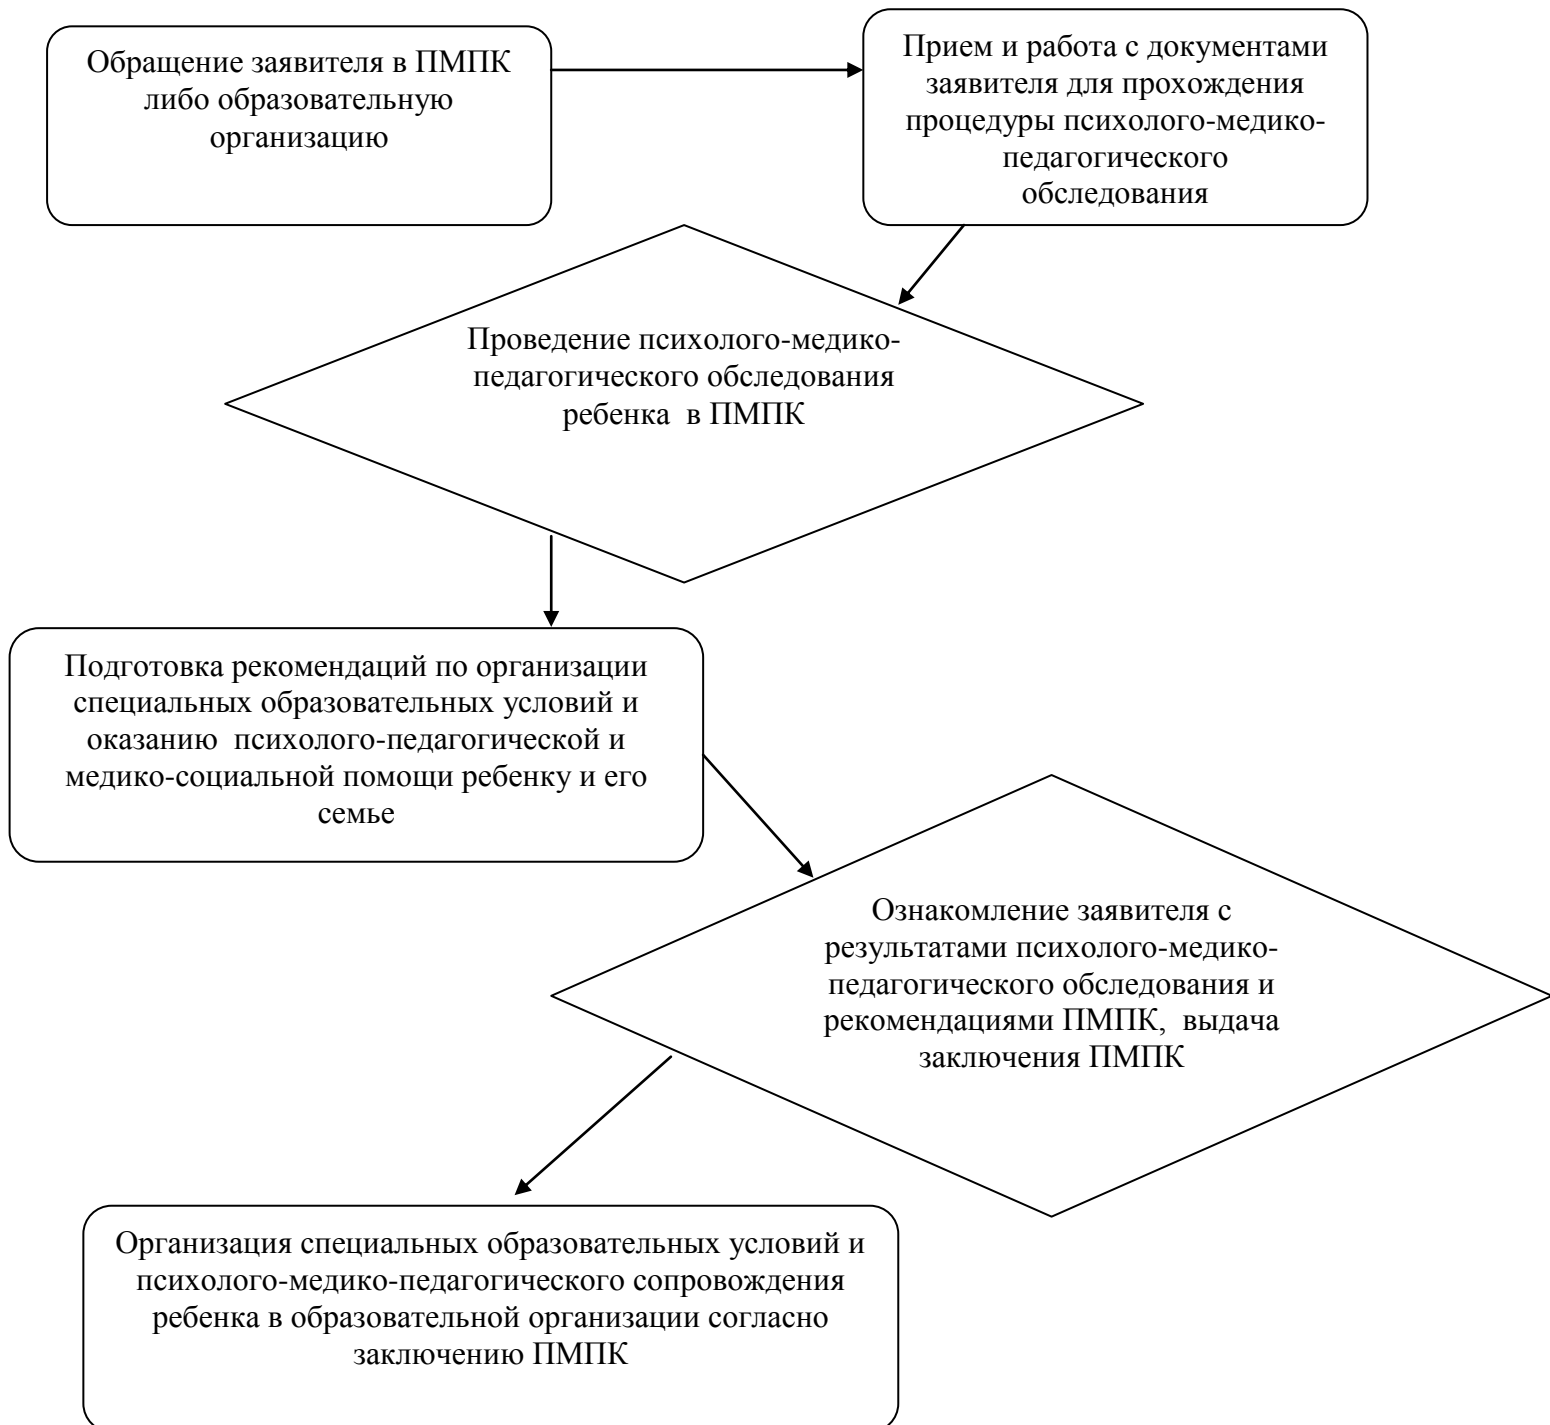 Обращение заявителя в ПМПК
либо образовательную
организацию
Прием и работа с документами
заявителя для прохождения
процедуры психолого-медико-
педагогического
обследования
Проведение психолого-медико-
педагогического обследования
ребенка  в ПМПК
Подготовка рекомендаций по организации
специальных образовательных условий и
оказанию  психолого-педагогической и
медико-социальной помощи ребенку и его
семье
Ознакомление заявителя с
результатами психолого-медико-
педагогического обследования и
рекомендациями ПМПК,  выдача
заключения ПМПК
Организация специальных образовательных условий и
психолого-медико-педагогического сопровождения
ребенка в образовательной организации согласно
заключению ПМПК